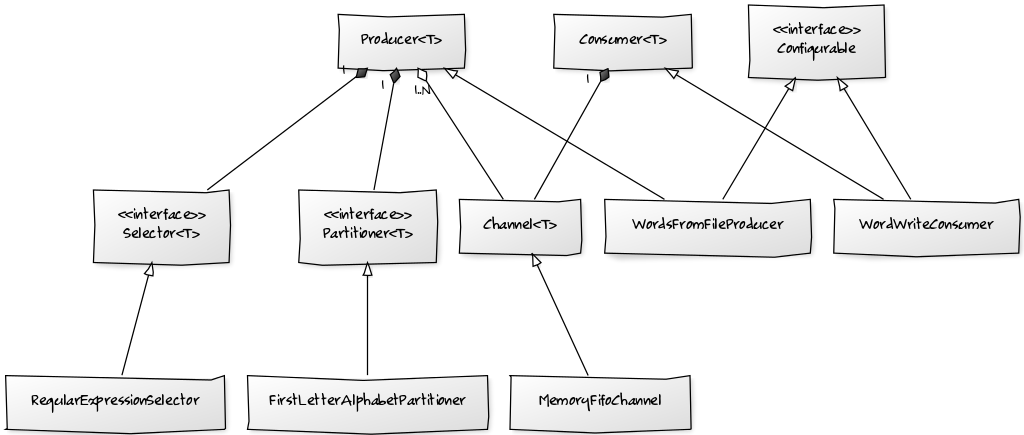 Producer<T>
Consumer<T>
<<interface>>
Configurable
1
1
1..N
1
<<interface>>
Selector<T>
<<interface>>
Partitioner<T>
Channel<T>
WordsFromFileProducer
WordWriteConsumer
RegularExpressionSelector
FirstLetterAlphabetPartitioner
MemoryFifoChannel